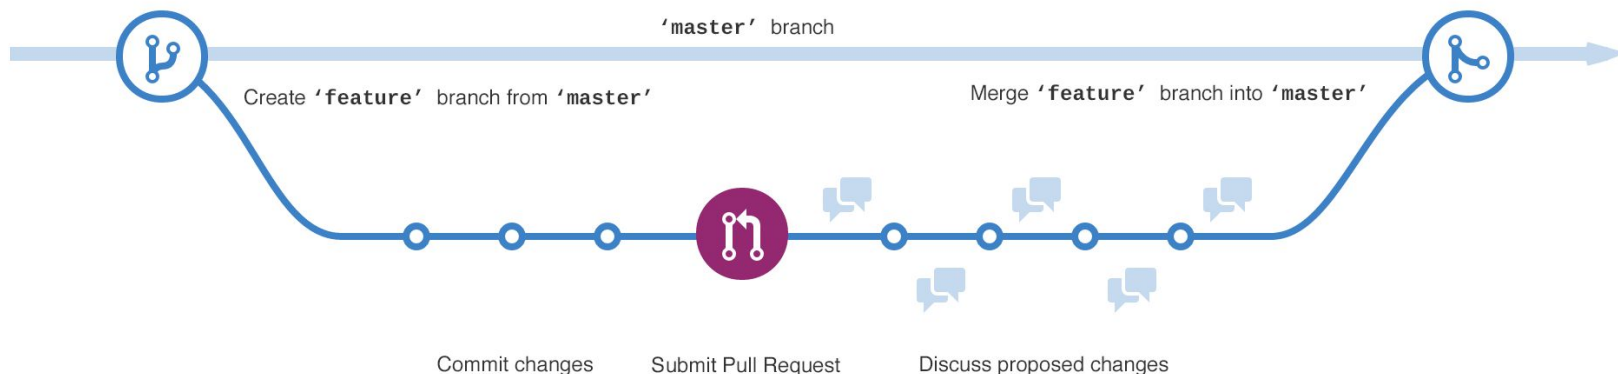 ‘master’ branch
Create ‘feature’ branch from ‘master’
Merge ‘feature’ branch into ‘master’
Commit changes
Submit Pull Request
Discuss proposed changes